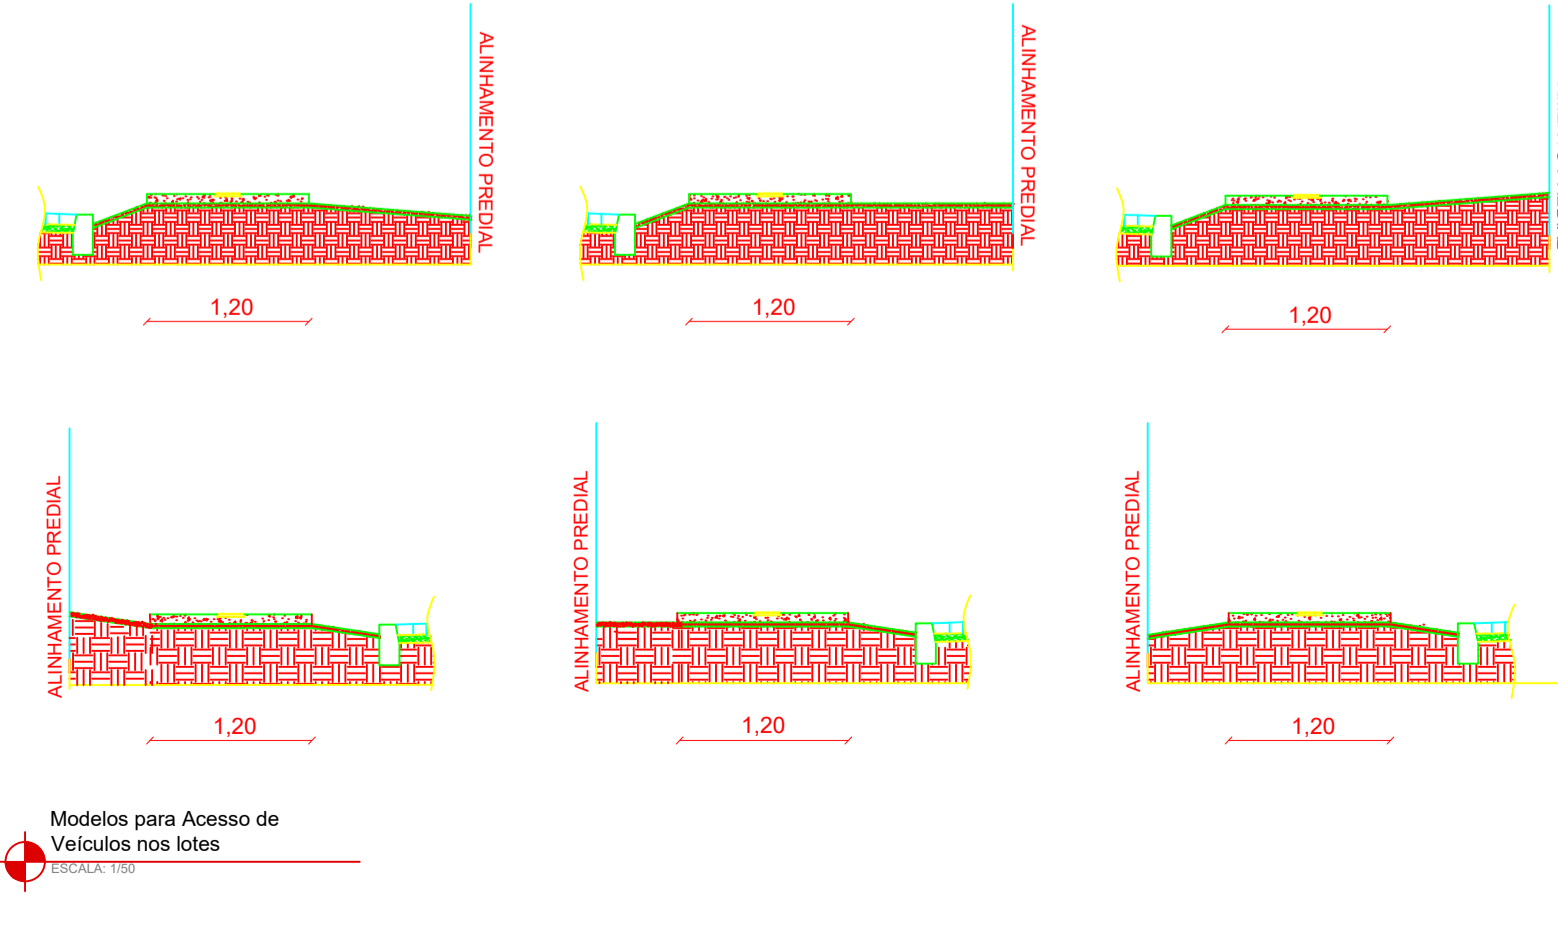 ALINHAMENTO PREDIAL
ALINHAMENTO PREDIAL
1,20
1,20
1,20
ALINHAMENTO PREDIAL
ALINHAMENTO PREDIAL
ALINHAMENTO PREDIAL
1,20
1,20
1,20
Modelos para Acesso de
Veículos nos lotes
ESCALA: 1/50